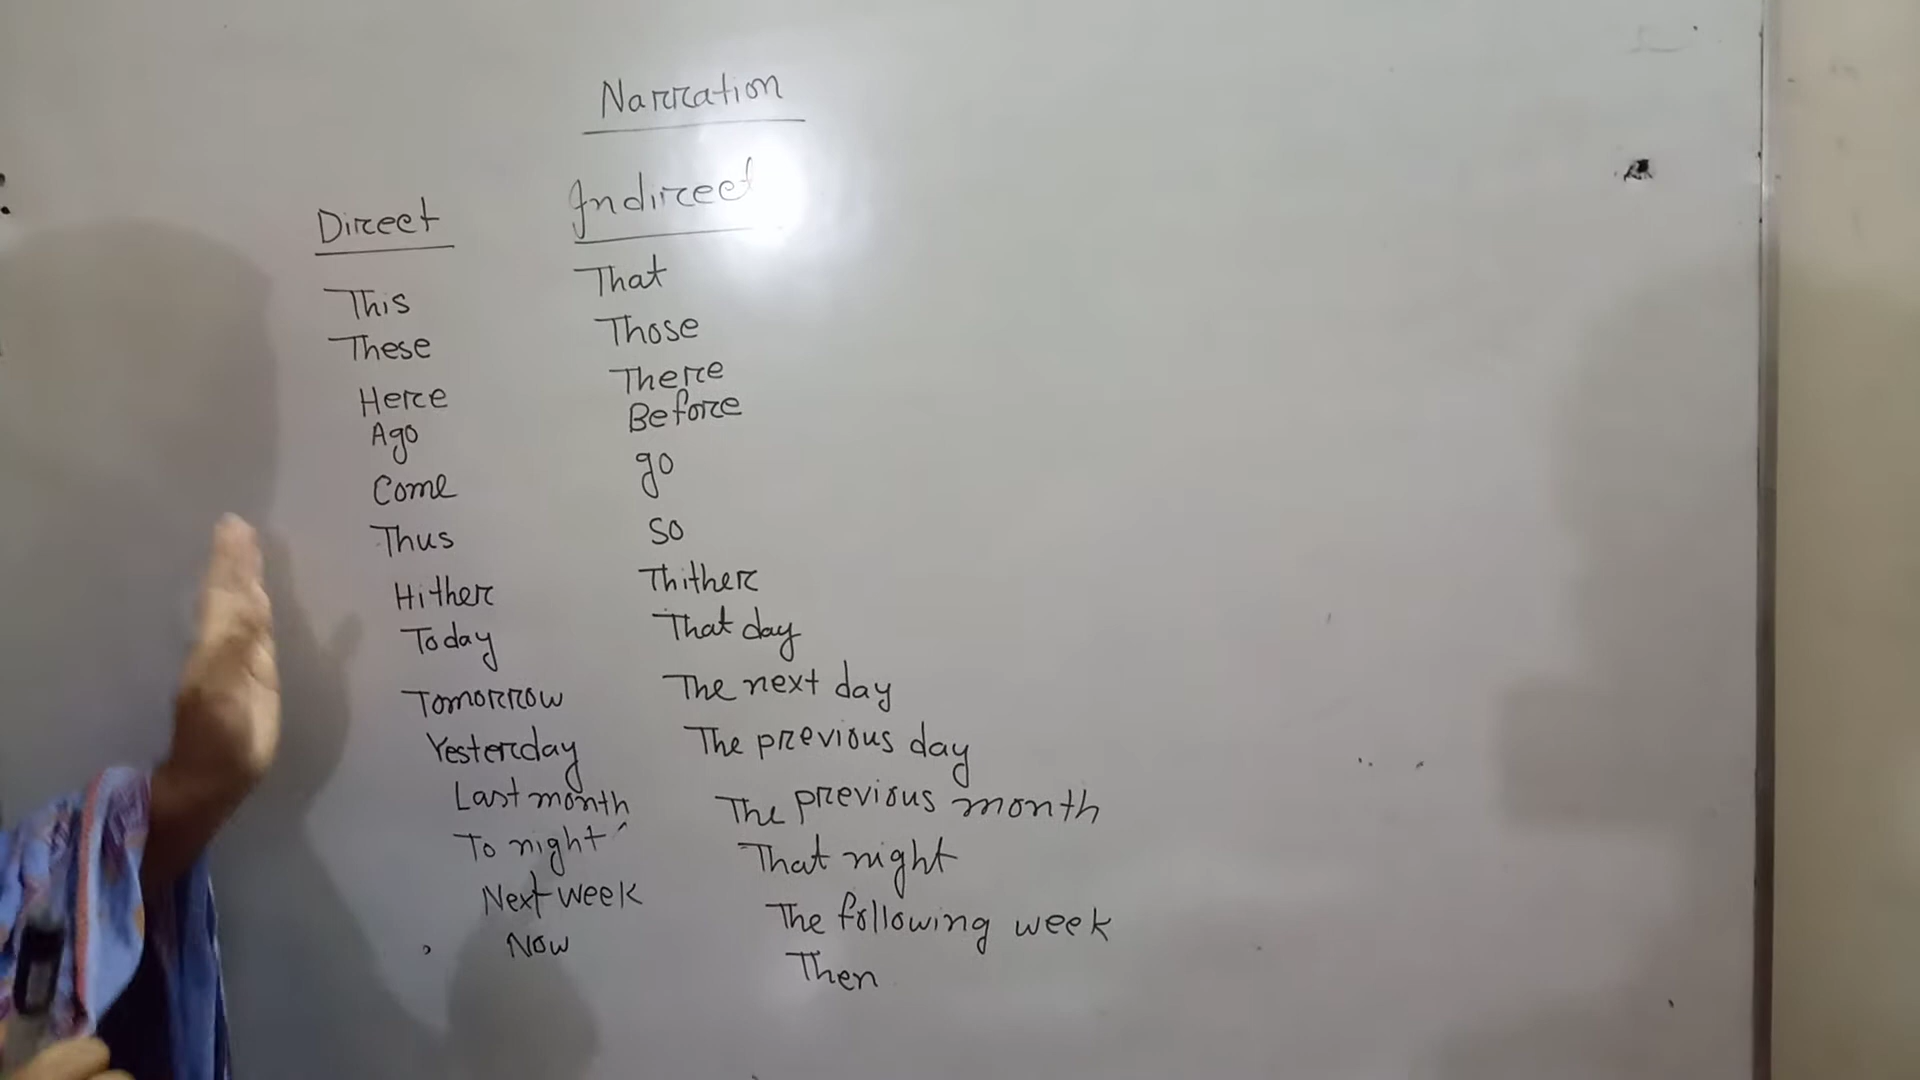 Narration
Direct Indirect
This That
These Those
Here There
Ago Before
Come go
Thus so
Hither Thither
Today That day
Tomorrow The next day
Yesterday The previous day
Last month The previous month
To night That night
Next week The following week
Now Then